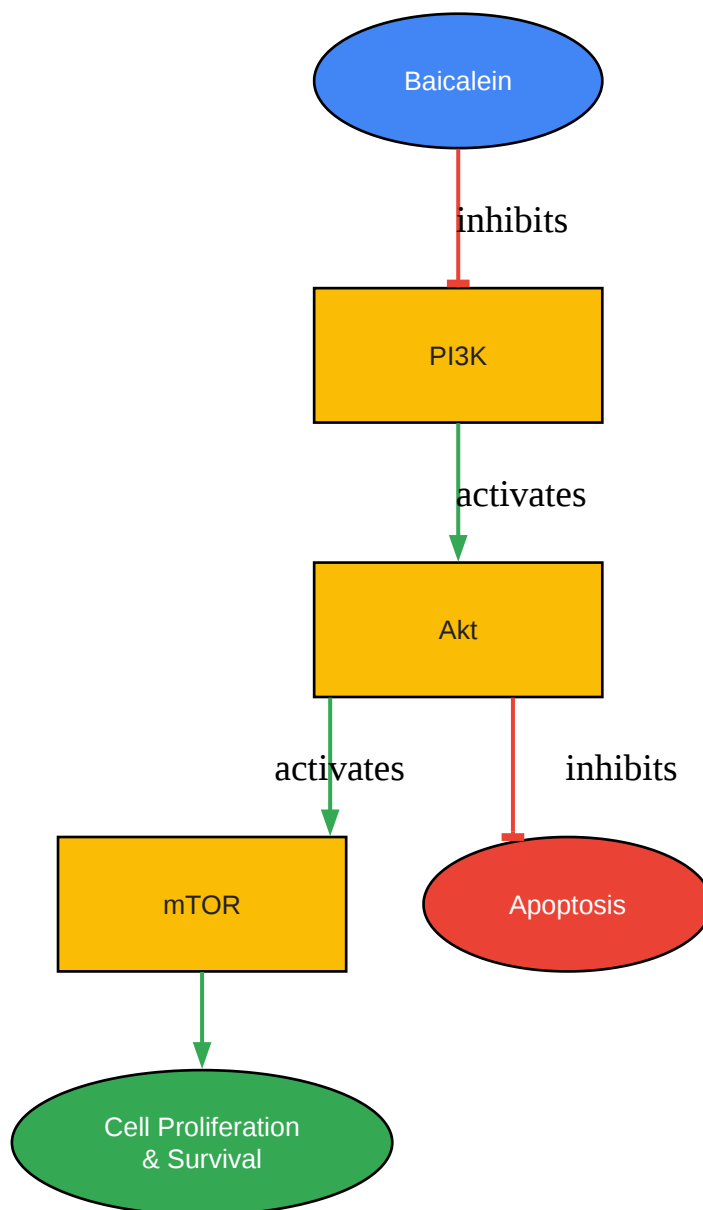 Baicalein
inhibits
PI3K
activates
Akt
activates
inhibits
mTOR
Apoptosis
Cell Proliferation
& Survival